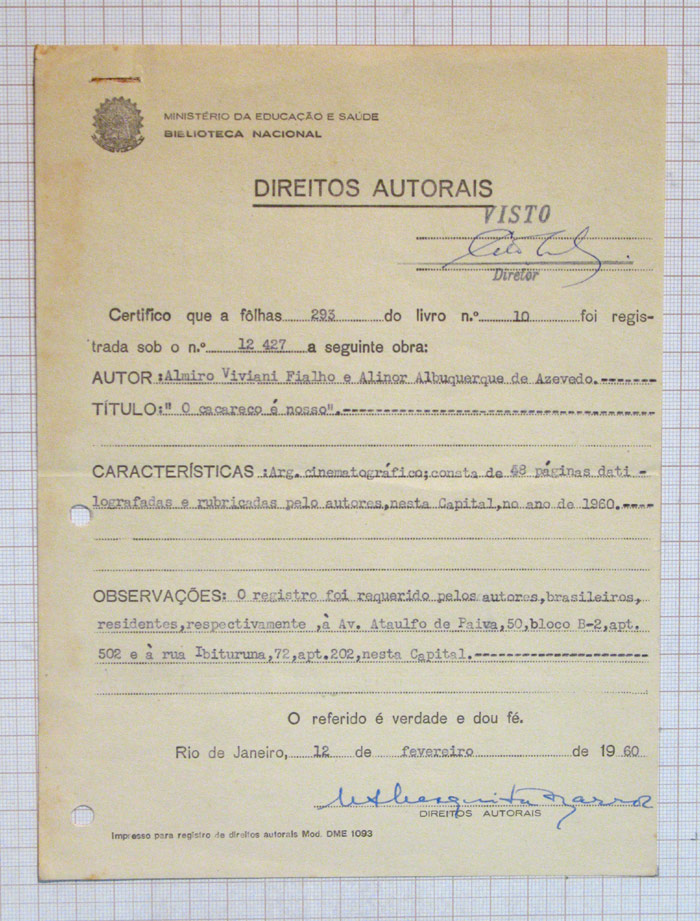 MINISTÉRIO DA EDUCAÇÃO E SAÚDE
BIBLIOTECA NACIONAL
DIREITOS AUTORAIS
VISTO
Diretor
Certifico que a fôlhas 293 do livro n.º 10 foi regis-
trada sob o n.º 12 427 a seguinte obra:
AUTOR :Almiro Viviani Fialho e Alinor Albuquerque de Azevedo.-------
TÍTULO:" O cacareco é nosso".----------
CARACTERÍSTICAS :Arg.cinematográfico;consta de 48 páginas dati -
lografadas e rubricadas pelo autores,nesta Capital,no ano de 1960.----
OBSERVAÇÕES: O registro foi requerido pelos autores,brasileiros,
residentes,respectivamente ,à Av. Ataulfo de Paiva,50,bloco B-2,apt.
502 e à rua Ibituruna,72,apt.202,nesta Capital.----------
O referido é verdade e dou fé.
Rio de Janeiro, 12 de fevereiro de 1960
DIREITOS AUTORAIS
Impresso para registro de direitos autorais Mod. DME 1093